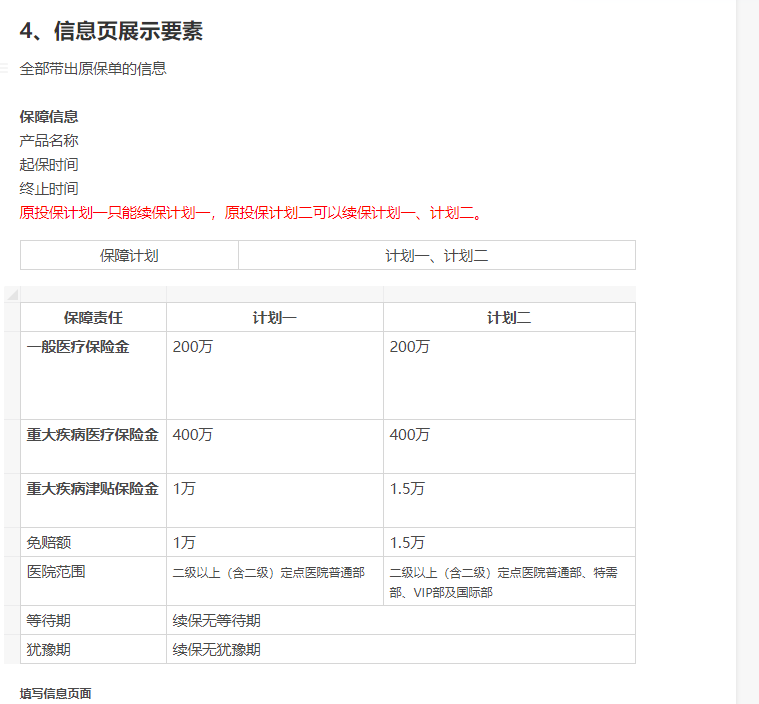 4、信息页展示要素
全部带出原保单的信息
保障信息
产品名称
起保时间
终止时间
原投保计划一只能续保计划一，原投保计划二可以续保计划一、计划二。
保障计划 计划一、计划二
保障责任 计划一 计划二
一般医疗保险金 200万 200万
重大疾病医疗保险金 400万 400万
重大疾病津贴保险金 1万 1.5万
免赔额 1万 1.5万
医院范围 二级以上（含二级）定点医院普通部 二级以上（含二级）定点医院普通部、特需
部、VIP部及国际部
等待期 续保无等待期
犹豫期 续保无犹豫期
填写信息页面